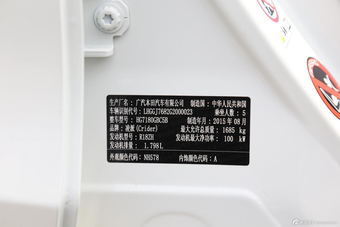 生产厂名: 广汽本田汽车有限公司 制造国: 中华人民共和国
车辆识别代号: LHGGJ7682G2000023 乘坐人数: 5
整车型号: HG7180GBC5B 制造年月: 2015 年 08 月
品牌: 凌派(Crider) 最大允许总质量: 1685 kg
发动机型号: R18ZH 发动机最大净功率: 100 kW
发动机排量: 1.798L
外观颜色代码: NH578 内饰颜色代码: A